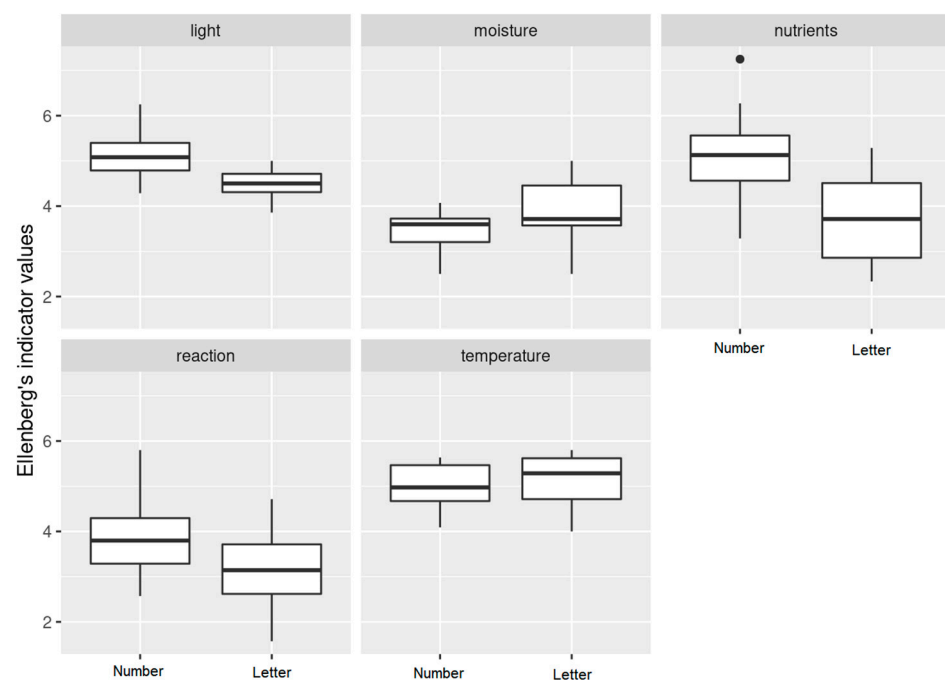 light
moisture
nutrients
6
4
2
Number
Letter
reaction
temperature
6
4
2
Number
Letter
Number
Letter
Ellenberg's indicator values